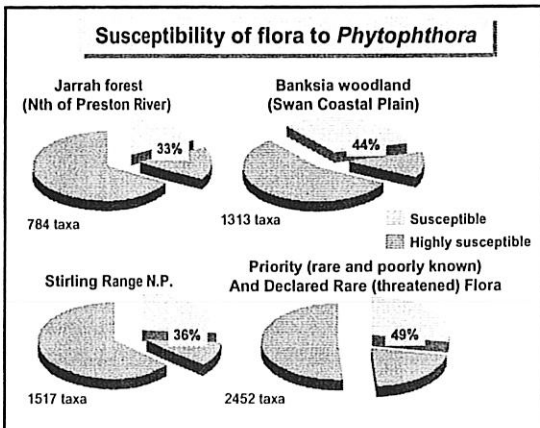 Susceptibility of flora to Phytophthora
Jarrah forest
(Nth of Preston River)
33%
784 taxa
Banksia woodland
(Swan Coastal Plain)
44%
1313 taxa
Susceptible
Highly susceptible
Stirling Range N.P.
36%
1517 taxa
Priority (rare and poorly known)
And Declared Rare (threatened) Flora
49%
2452 taxa